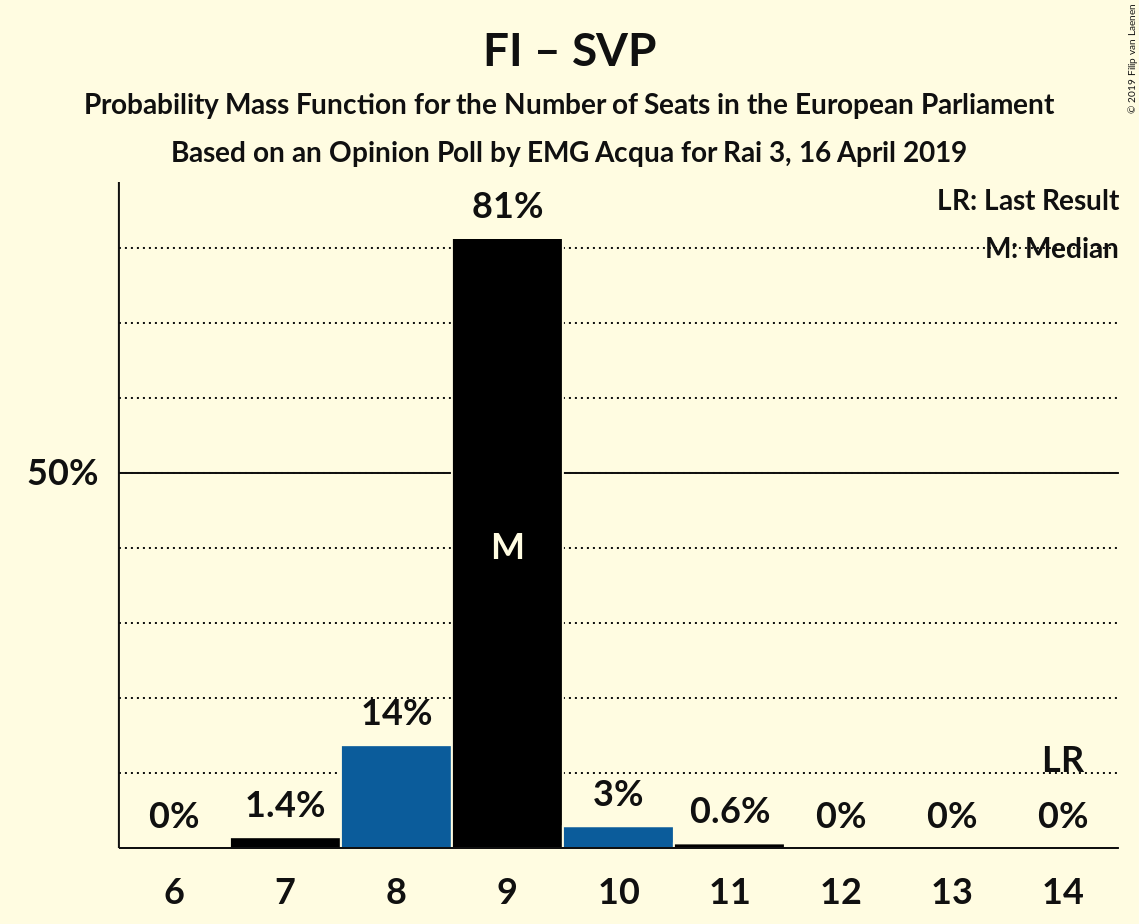 FI – SVP
Probability Mass Function for the Number of Seats in the European Parliament
Based on an Opinion Poll by EMG Acqua for Rai 3, 16 April 2019
© 2019 Filip van Laenen
LR: Last Result
M: Median
50%
0%
1.4%
14%
81%
M
3%
0.6%
0%
0%
LR
0%
6
7
8
9
10
11
12
13
14